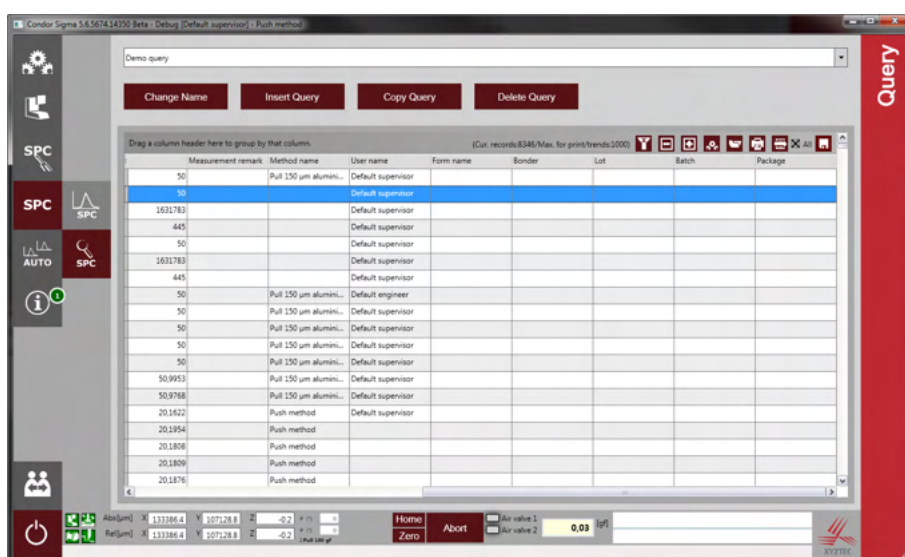 Condor Sigma 5.6.5674.14350 Beta - Debug [Default supervisor] - Push method
Query
Demo query
Change Name Insert Query Copy Query Delete Query
Drag a column header here to group by that column. (Cur. records:8346/Max. for print/trends:1000) All
Measurement remark Method name User name Form name Bonder Lot Batch Package
50 Pull 150 µm alumini... Default supervisor
50 Default supervisor
1631783 Default supervisor
445 Default supervisor
50 Default supervisor
1631783 Default supervisor
445 Default supervisor
50 Pull 150 µm alumini... Default engineer
50 Pull 150 µm alumini... Default supervisor
50 Pull 150 µm alumini... Default supervisor
50 Pull 150 µm alumini... Default supervisor
50 Pull 150 µm alumini... Default supervisor
50,9953 Pull 150 µm alumini... Default supervisor
50,9768 Pull 150 µm alumini... Default supervisor
20,1622 Push method Default supervisor
20,1954 Push method
20,1808 Push method
20,1809 Push method
20,1876 Push method
SPC
SPC
SPC
AUTO
SPC
1
Abs[µm] X 133386.4 Y 107128.8 Z -0.2
Rel[µm] X 133386.4 Y 107128.8 Z -0.2
Home
Zero
Abort
Air valve 1
Air valve 2
0,03 [gf]
XYZTEC